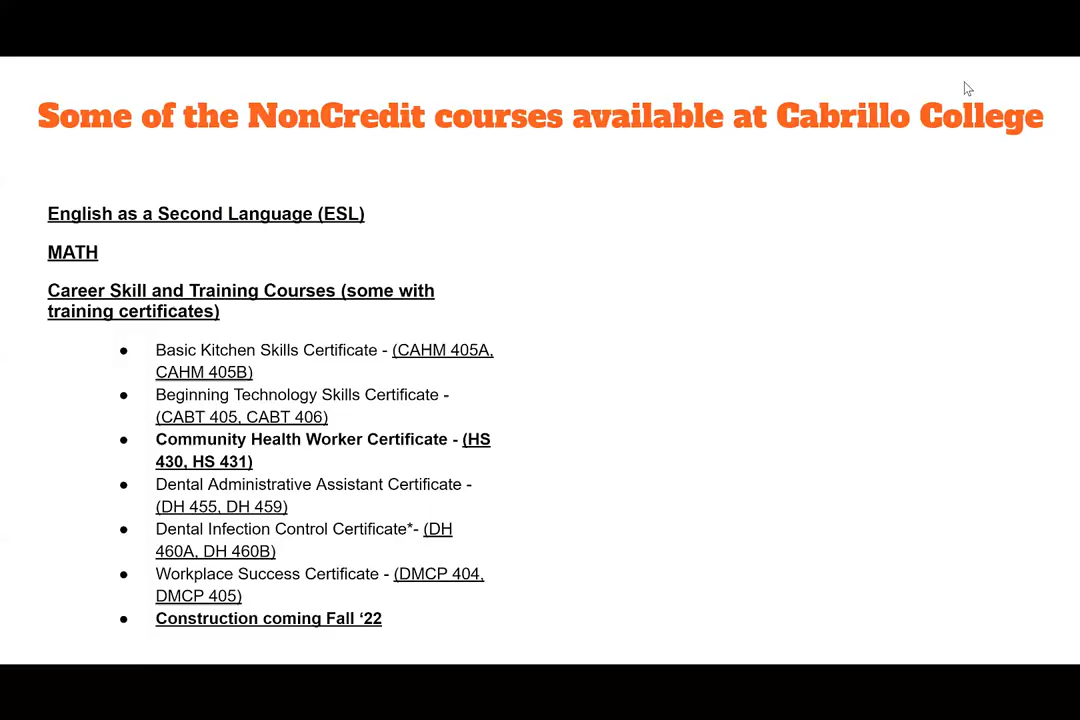 Some of the NonCredit courses available at Cabrillo College
English as a Second Language (ESL)
MATH
Career Skill and Training Courses (some with
training certificates)
● Basic Kitchen Skills Certificate - (CAHM 405A,
CAHM 405B)
● Beginning Technology Skills Certificate -
(CABT 405, CABT 406)
● Community Health Worker Certificate - (HS
430, HS 431)
● Dental Administrative Assistant Certificate -
(DH 455, DH 459)
● Dental Infection Control Certificate*- (DH
460A, DH 460B)
● Workplace Success Certificate - (DMCP 404,
DMCP 405)
● Construction coming Fall ‘22